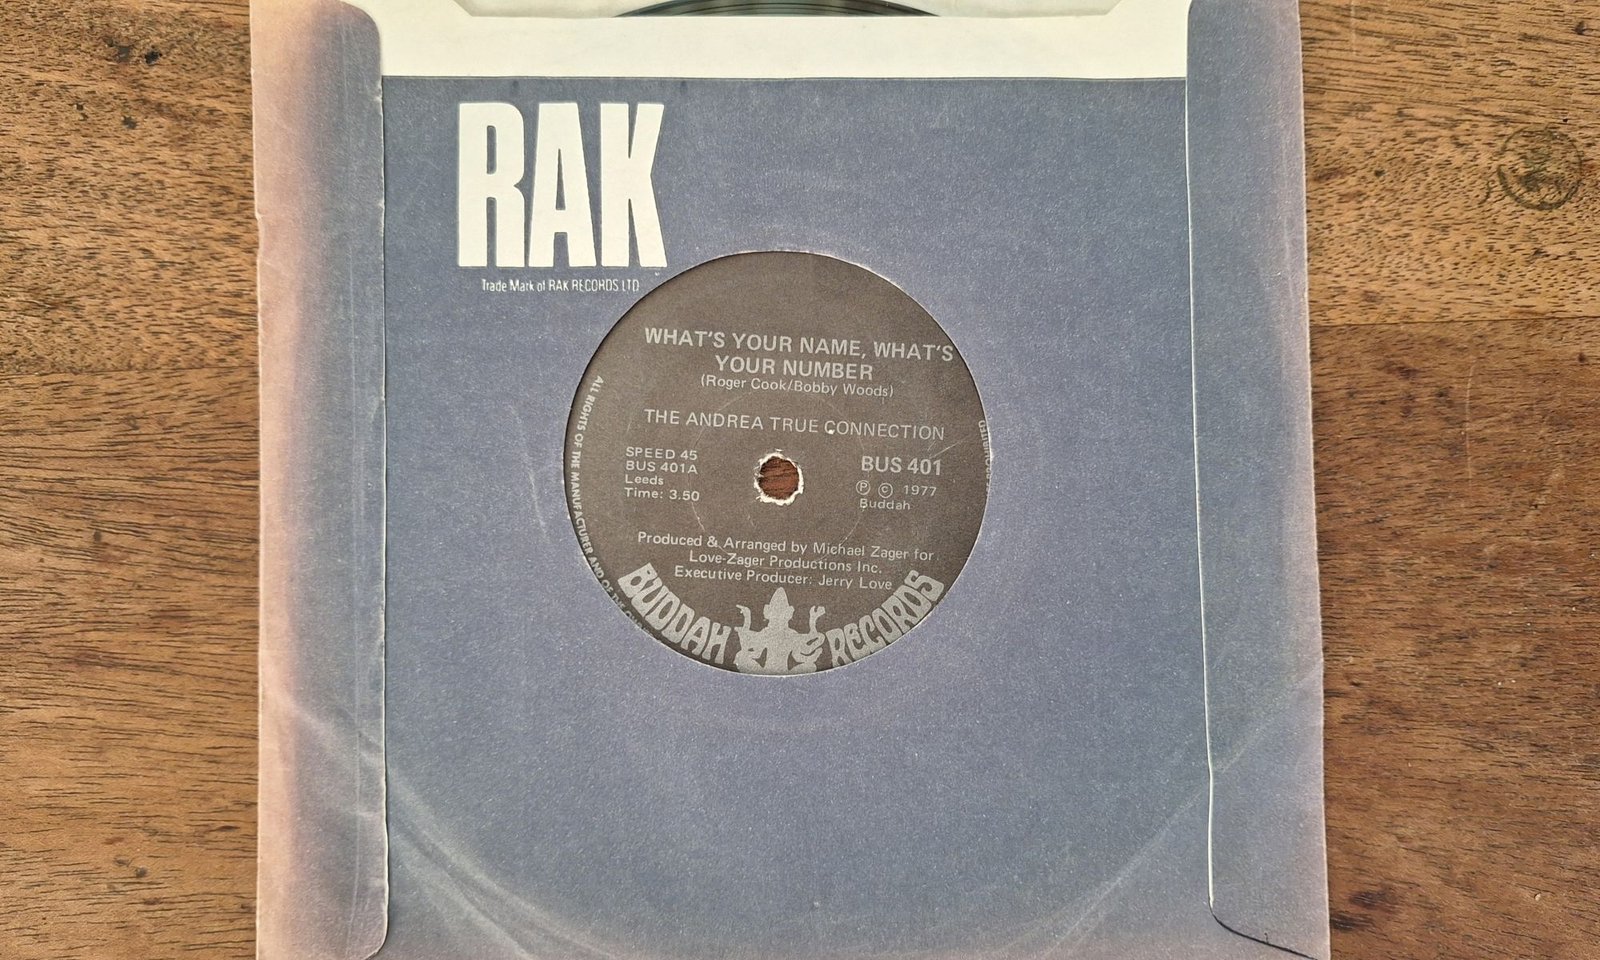 RAK
Trade Mark of RAK RECORDS LTD
WHAT'S YOUR NAME, WHAT'S
YOUR NUMBER
(Roger Cook/Bobby Woods)
THE ANDREA TRUE CONNECTION
SPEED 45
BUS 401A
Leeds
Time: 3.50
BUS 401
Ⓟ © 1977
Buddah
Produced & Arranged by Michael Zager for
Love-Zager Productions Inc.
Executive Producer: Jerry Love
BUDDAH RECORDS
ALL RIGHTS OF THE MANUFACTURER AND OF THE